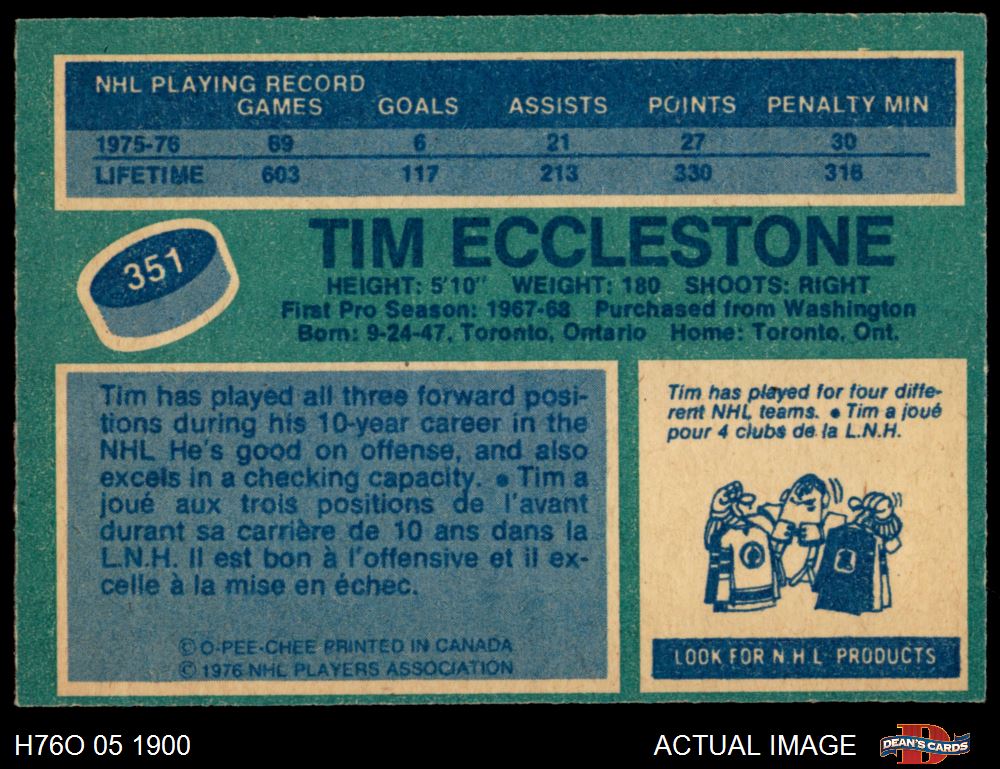 NHL PLAYING RECORD
GAMES GOALS ASSISTS POINTS PENALTY MIN
1975-76 69 6 21 27 30
LIFETIME 603 117 213 330 316
351
TIM ECCLESTONE
HEIGHT: 5'10" WEIGHT: 180 SHOOTS: RIGHT
First Pro Season: 1967-68 Purchased from Washington
Born: 9-24-47, Toronto, Ontario Home: Toronto, Ont.
Tim has played all three forward posi-
tions during his 10-year career in the
NHL He's good on offense, and also
excels in a checking capacity. • Tim a
joué aux trois positions de l'avant
durant sa carrière de 10 ans dans la
L.N.H. Il est bon à l'offensive et il ex-
celle à la mise en échec.
© O-PEE-CHEE PRINTED IN CANADA
© 1976 NHL PLAYERS ASSOCIATION
Tim has played for four diffe-
rent NHL teams. • Tim a joué
pour 4 clubs de la L.N.H.
LOOK FOR N.H.L. PRODUCTS
H76O 05 1900
ACTUAL IMAGE
DEAN'S CARDS